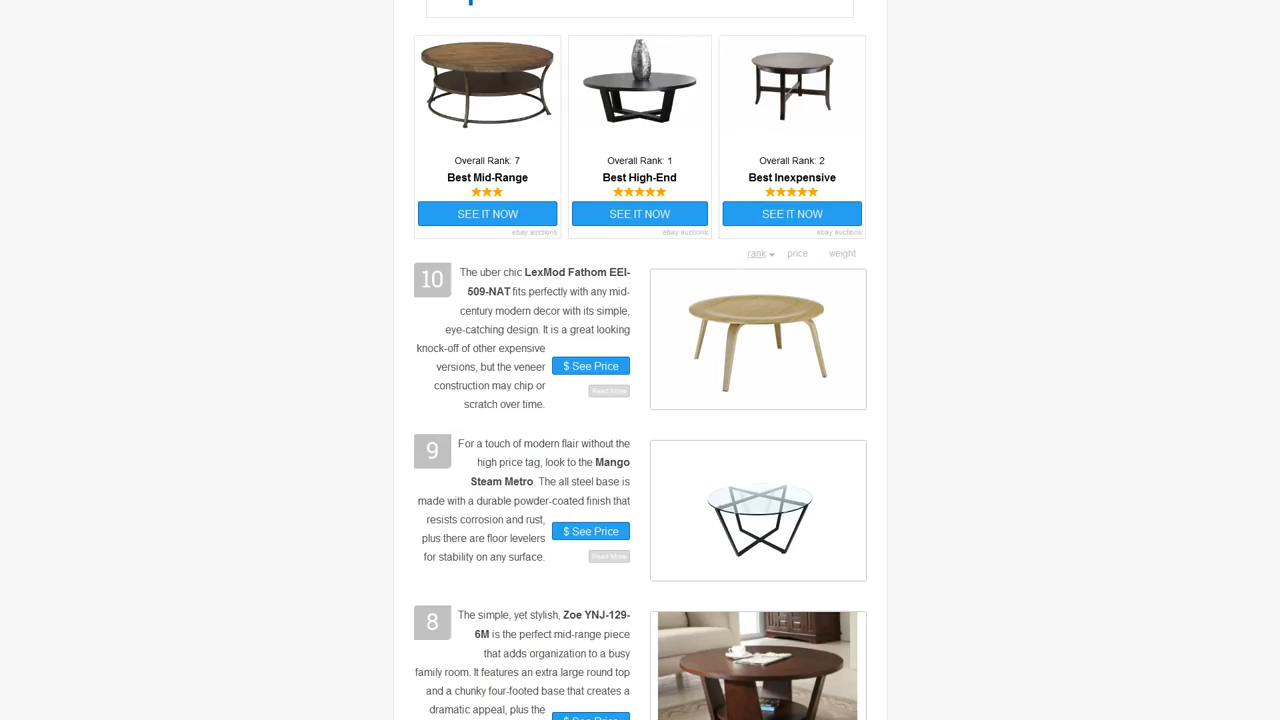 Overall Rank: 7
Best Mid-Range
SEE IT NOW
ebay auctions
Overall Rank: 1
Best High-End
SEE IT NOW
ebay auctions
Overall Rank: 2
Best Inexpensive
SEE IT NOW
ebay auctions
rank price weight
10
The uber chic LexMod Fathom EEI-
509-NAT fits perfectly with any mid-
century modern decor with its simple,
eye-catching design. It is a great looking
knock-off of other expensive
versions, but the veneer
construction may chip or
scratch over time.
$ See Price
Read More
9
For a touch of modern flair without the
high price tag, look to the Mango
Steam Metro. The all steel base is
made with a durable powder-coated finish that
resists corrosion and rust,
plus there are floor levelers
for stability on any surface.
$ See Price
Read More
8
The simple, yet stylish, Zoe YNJ-129-
6M is the perfect mid-range piece
that adds organization to a busy
family room. It features an extra large round top
and a chunky four-footed base that creates a
dramatic appeal, plus the
$ See Price